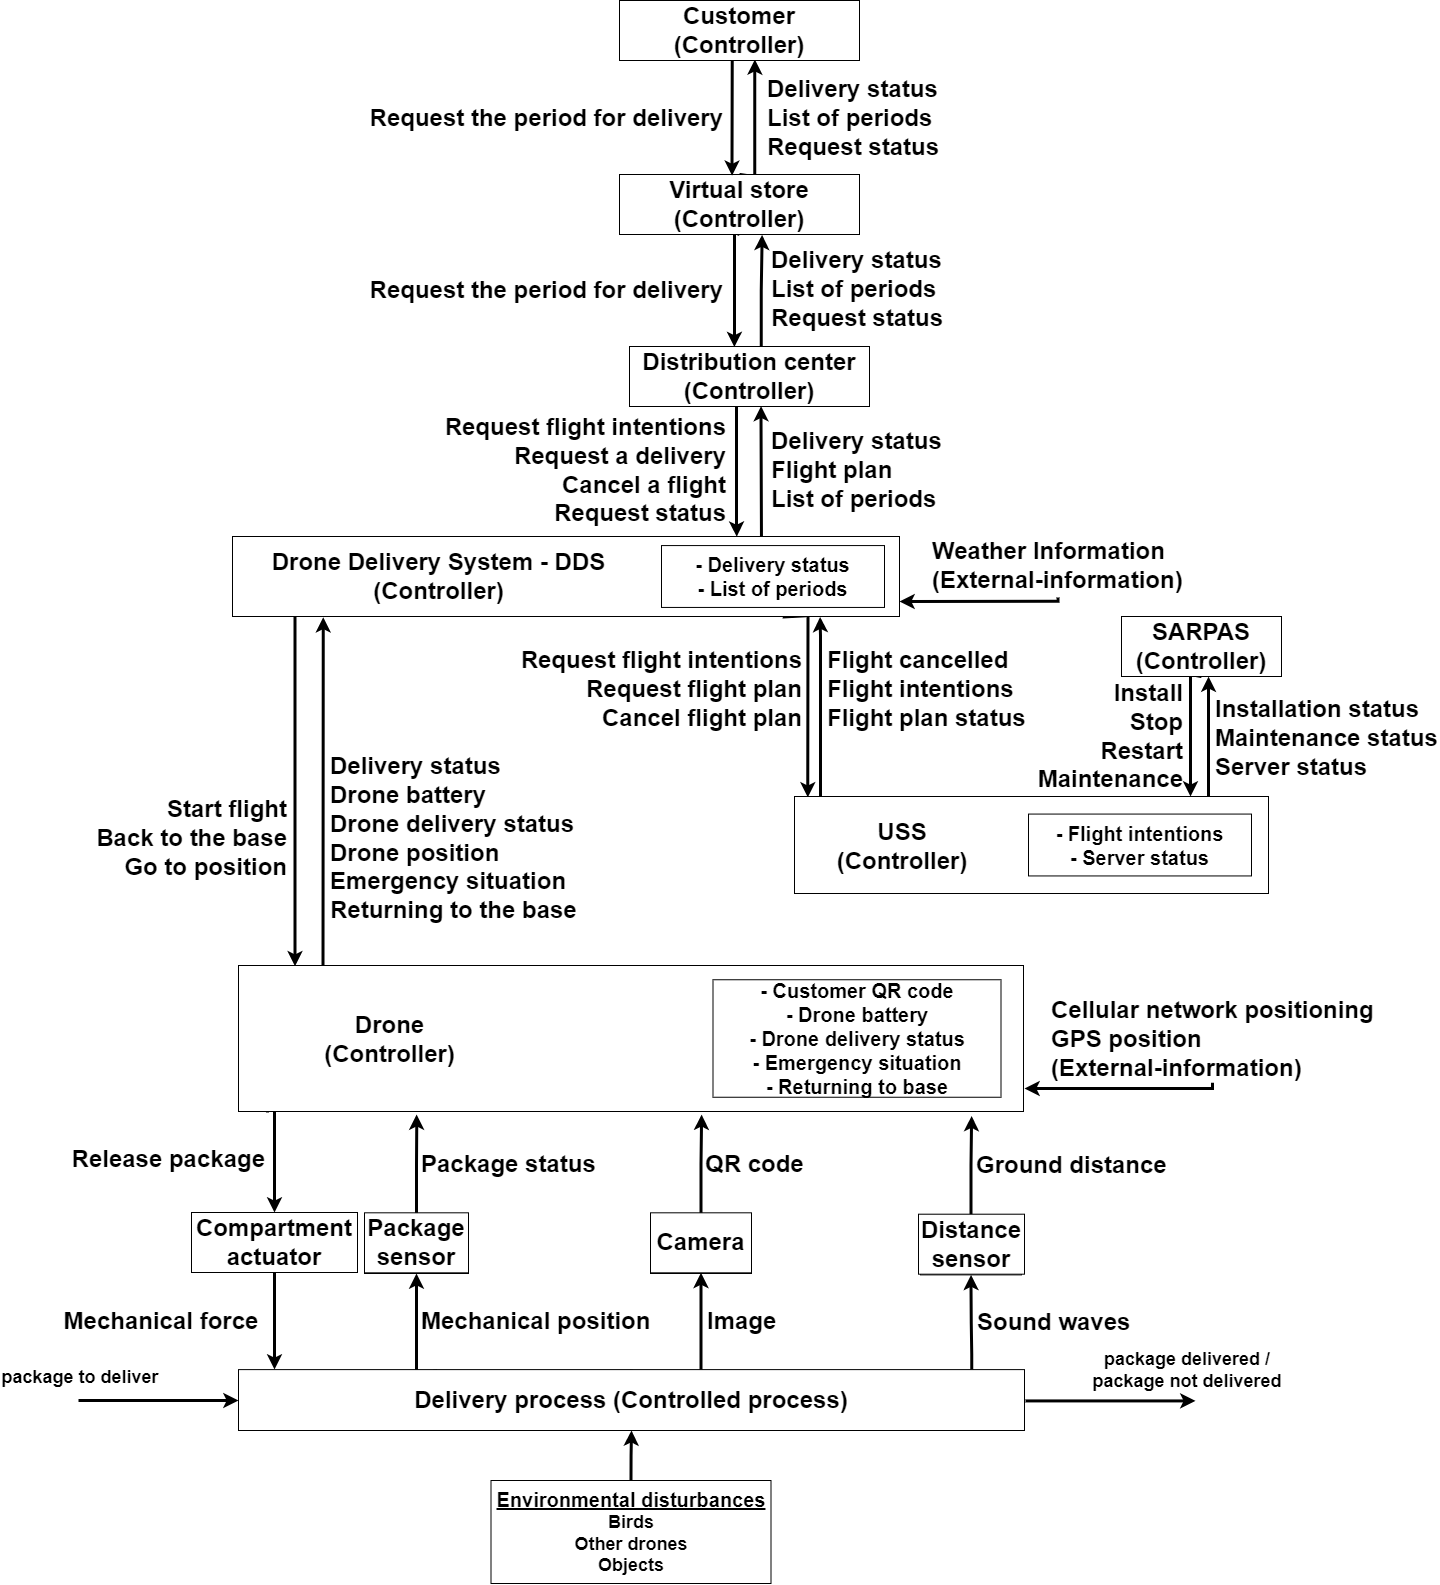 Customer
(Controller)
Request the period for delivery
Delivery status
List of periods
Request status
Virtual store
(Controller)
Request the period for delivery
Delivery status
List of periods
Request status
Distribution center
(Controller)
Request flight intentions
Request a delivery
Cancel a flight
Request status
Delivery status
Flight plan
List of periods
Drone Delivery System - DDS
(Controller)
- Delivery status
- List of periods
Weather Information
(External-information)
SARPAS
(Controller)
Request flight intentions
Request flight plan
Cancel flight plan
Flight cancelled
Flight intentions
Flight plan status
Install
Stop
Restart
Maintenance
Installation status
Maintenance status
Server status
Start flight
Back to the base
Go to position
Delivery status
Drone battery
Drone delivery status
Drone position
Emergency situation
Returning to the base
USS
(Controller)
- Flight intentions
- Server status
Drone
(Controller)
- Customer QR code
- Drone battery
- Drone delivery status
- Emergency situation
- Returning to base
Cellular network positioning
GPS position
(External-information)
Release package
Package status
QR code
Ground distance
Compartment
actuator
Package
sensor
Camera
Distance
sensor
Mechanical force
Mechanical position
Image
Sound waves
package to deliver
Delivery process (Controlled process)
package delivered /
package not delivered
Environmental disturbances
Birds
Other drones
Objects